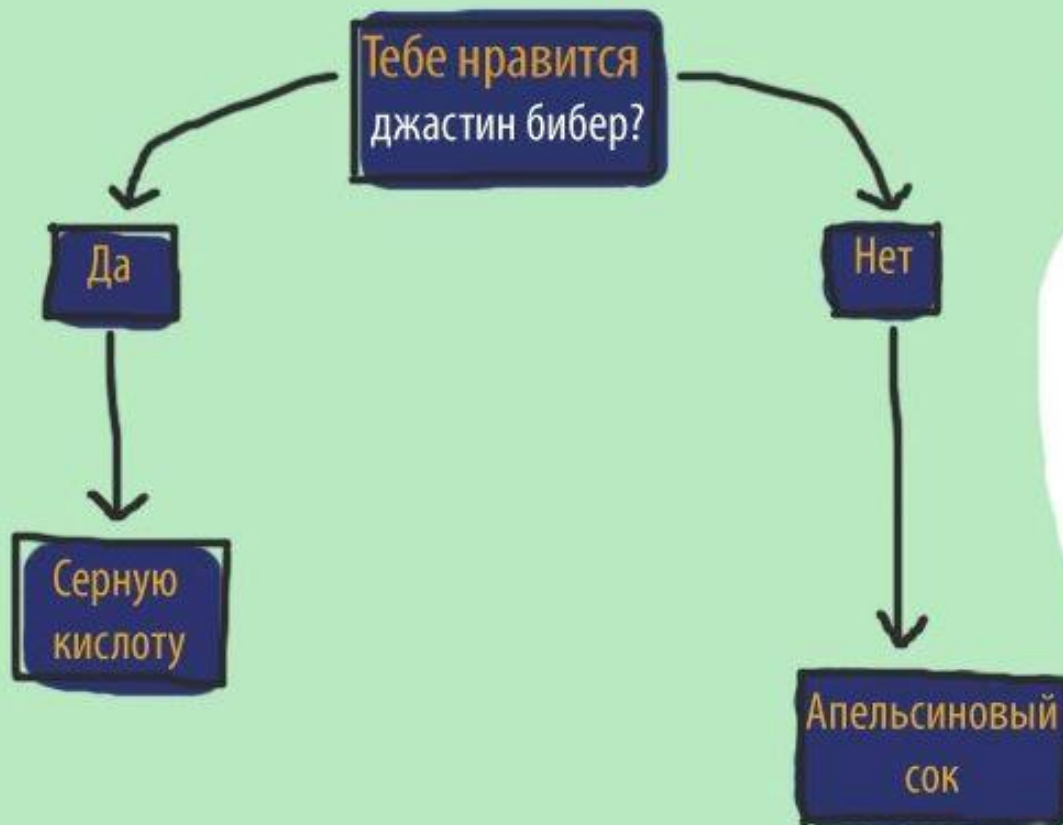 Тебе нравится
джастин бибер?
Да
Нет
Серную
кислоту
Апельсиновый
сок